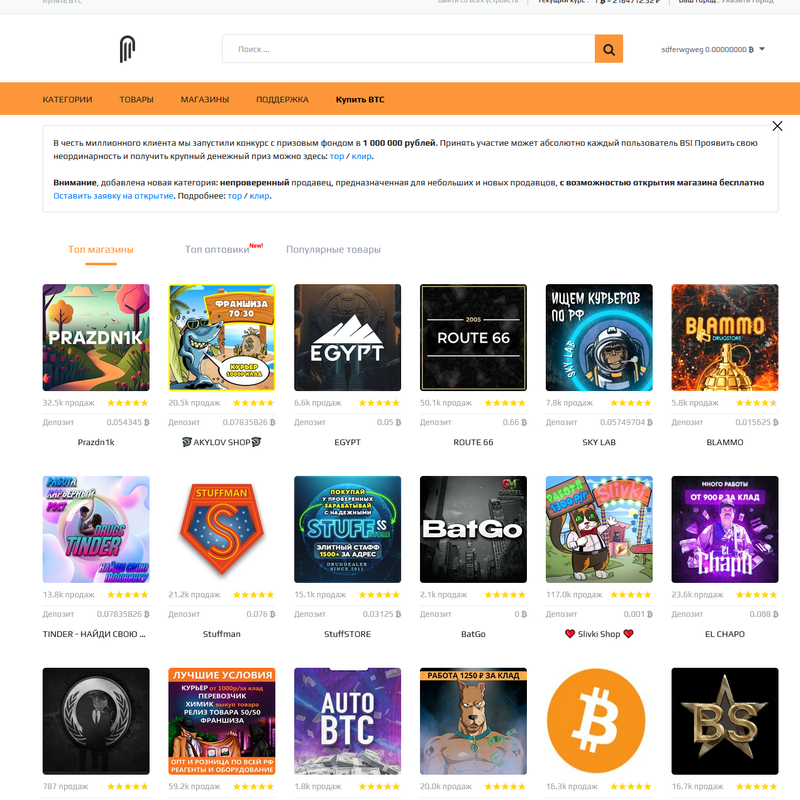 Купить BTC
Выйти со всех устройств
Текущий курс : 1 ₿ = 2184712.32 ₽
Ваш город : Указать город
Поиск ...
sdferwgweg 0.00000000 ₿
КАТЕГОРИИ ТОВАРЫ МАГАЗИНЫ ПОДДЕРЖКА Купить BTC
В честь миллионного клиента мы запустили конкурс с призовым фондом в 1 000 000 рублей. Принять участие может абсолютно каждый пользователь BS! Проявить свою
неординарность и получить крупный денежный приз можно здесь: тор / клир.
Внимание, добавлена новая категория: непроверенный продавец, предназначенная для небольших и новых продавцов, с возможностью открытия магазина бесплатно
Оставить заявку на открытие. Подробнее: тор / клир.
Топ магазины Топ оптовики New! Популярные товары
PRAZDN1K
32.5k продаж
Депозит 0.054345 ₿
Prazdn1k
ФРАНШИЗА
70/30
КУРЬЕР
20.5k продаж
Депозит 0.07835826 ₿
AKYLOV SHOP
EGYPT
6.6k продаж
Депозит 0.05 ₿
EGYPT
2005
ROUTE 66
50.1k продаж
Депозит 0.66 ₿
ROUTE 66
ИЩЕМ КУРЬЕРОВ
ПО РФ
SKY LAB
7.8k продаж
Депозит 0.05749704 ₿
SKY LAB
BLAMMO
DRUGSTORE
5.8k продаж
Депозит 0.015625 ₿
BLAMMO
РАБОТА
КАРЬЕРНЫЙ
РОСТ
DRUGS
TINDER
13.8k продаж
Депозит 0.07835826 ₿
TINDER - НАЙДИ СВОЮ ...
STUFFMAN
S
21.2k продаж
Депозит 0.076 ₿
Stuffman
ПОКУПАЙ
У ПРОВЕРЕННЫХ
ЗАРАБАТЫВАЙ
С НАДЕЖНЫМИ
STUFF
ЭЛИТНЫЙ СТАФФ
1500+ ЗА АДРЕС
DRUGDEALER
SINCE 2011
15.1k продаж
Депозит 0.03125 ₿
StuffSTORE
BatGo
2.1k продаж
Депозит 0 ₿
BatGo
РАБОТА
Slivki
117.0k продаж
Депозит 0.001 ₿
Slivki Shop
МНОГО РАБОТЫ
ОТ 900 ₽ ЗА КЛАД
EL
Chapo
23.6k продаж
Депозит 0.088 ₿
EL CHAPO
787 продаж
ЛУЧШИЕ УСЛОВИЯ
КУРЬЕР от 1000р/за клад
ПЕРЕВОЗЧИК
ХИМИК выкуп товара
РЕЛИЗ ТОВАРА 50/50
ФРАНШИЗА
ОПТ И РОЗНИЦА ПО ВСЕЙ РФ
РЕАГЕНТЫ И ОБОРУДОВАНИЕ
59.2k продаж
AUTO
BTC
1.8k продаж
РАБОТА 1250 ₽ ЗА КЛАД
20.0k продаж
16.3k продаж
BS
16.7k продаж